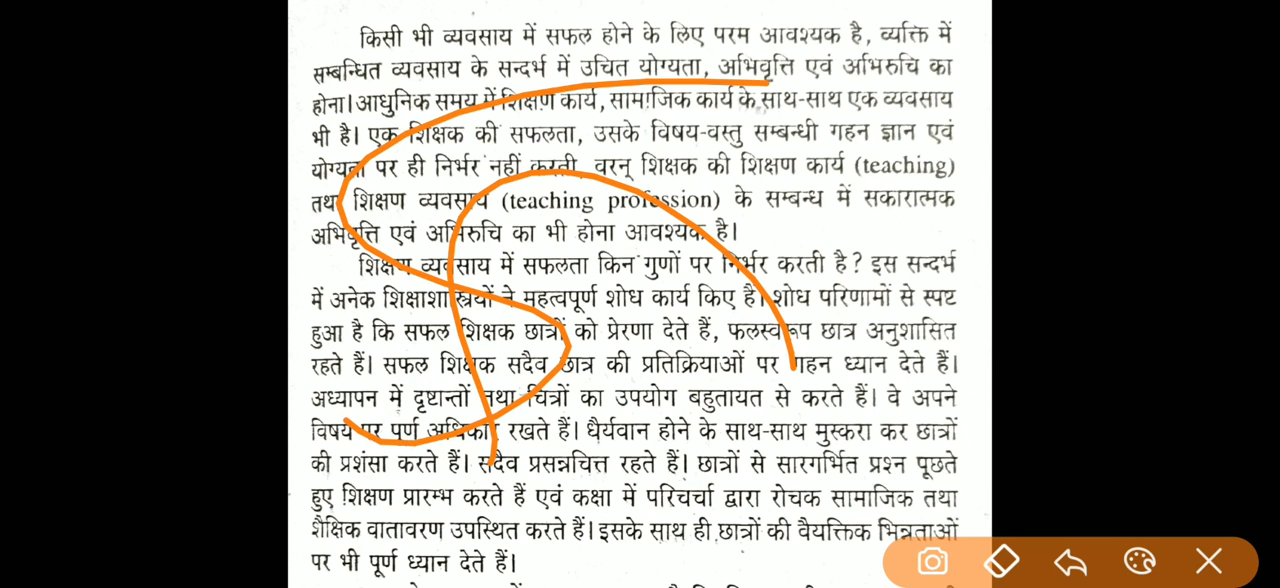 किसी भी व्यवसाय में सफल होने के लिए परम आवश्यक है, व्यक्ति में
सम्बन्धित व्यवसाय के सन्दर्भ में उचित योग्यता, अभिवृत्ति एवं अभिरुचि का
होना। आधुनिक समय में शिक्षण कार्य, सामाजिक कार्य के साथ-साथ एक व्यवसाय
भी है। एक शिक्षक की सफलता, उसके विषय-वस्तु सम्बन्धी गहन ज्ञान एवं
योग्यता पर ही निर्भर नहीं करती, वरन् शिक्षक की शिक्षण कार्य (teaching)
तथा शिक्षण व्यवसाय (teaching profession) के सम्बन्ध में सकारात्मक
अभिवृत्ति एवं अभिरुचि का भी होना आवश्यक है।
शिक्षण व्यवसाय में सफलता किन गुणों पर निर्भर करती है? इस सन्दर्भ
में अनेक शिक्षाशास्त्रियों ने महत्वपूर्ण शोध कार्य किए है। शोध परिणामों से स्पष्ट
हुआ है कि सफल शिक्षक छात्रों को प्रेरणा देते हैं, फलस्वरूप छात्र अनुशासित
रहते हैं। सफल शिक्षक सदैव छात्र की प्रतिक्रियाओं पर गहन ध्यान देते हैं।
अध्यापन में दृष्टान्तों तथा चित्रों का उपयोग बहुतायत से करते हैं। वे अपने
विषय पर पूर्ण अधिकार रखते हैं। धैर्यवान होने के साथ-साथ मुस्करा कर छात्रों
की प्रशंसा करते हैं। सदैव प्रसन्नचित्त रहते हैं। छात्रों से सारगर्भित प्रश्न पूछते
हुए शिक्षण प्रारम्भ करते हैं एवं कक्षा में परिचर्चा द्वारा रोचक सामाजिक तथा
शैक्षिक वातावरण उपस्थित करते हैं। इसके साथ ही छात्रों की वैयक्तिक भिन्नताओं
पर भी पूर्ण ध्यान देते हैं।